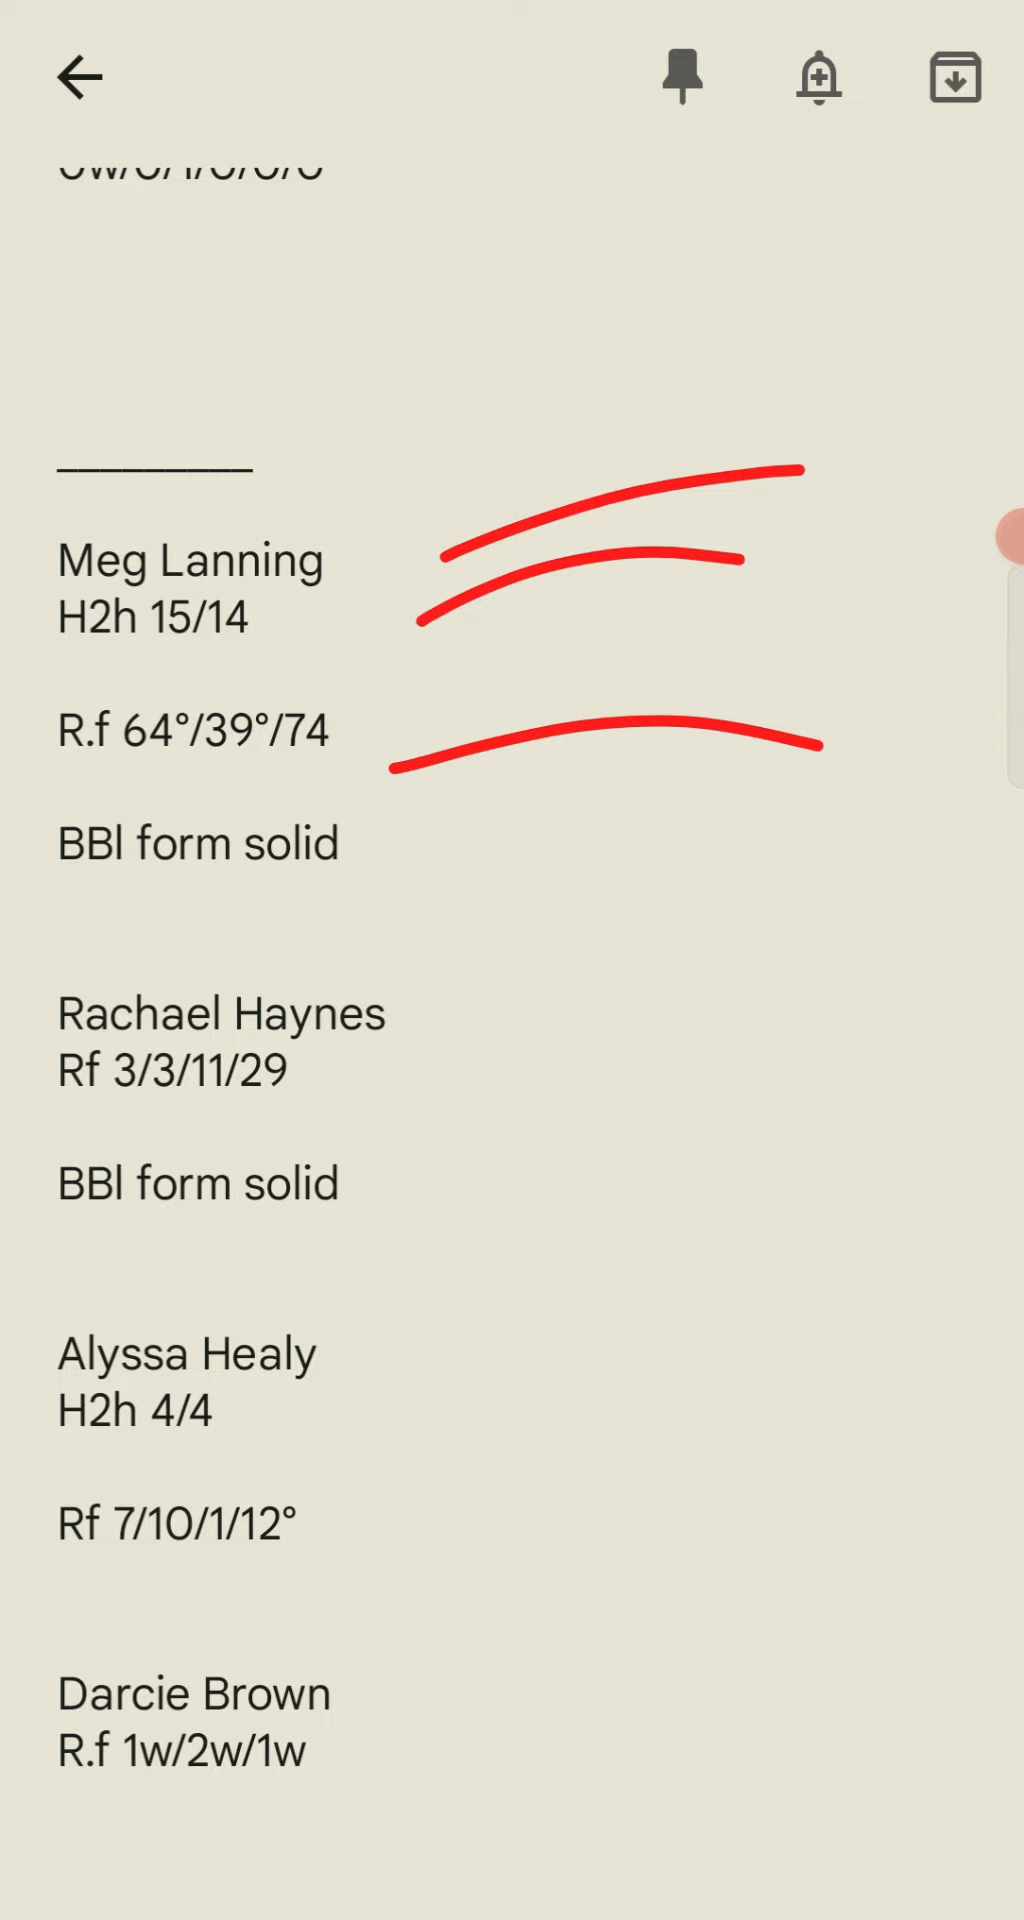 _________
Meg Lanning
H2h 15/14
R.f 64°/39°/74
BBl form solid
Rachael Haynes
Rf 3/3/11/29
BBl form solid
Alyssa Healy
H2h 4/4
Rf 7/10/1/12°
Darcie Brown
R.f 1w/2w/1w